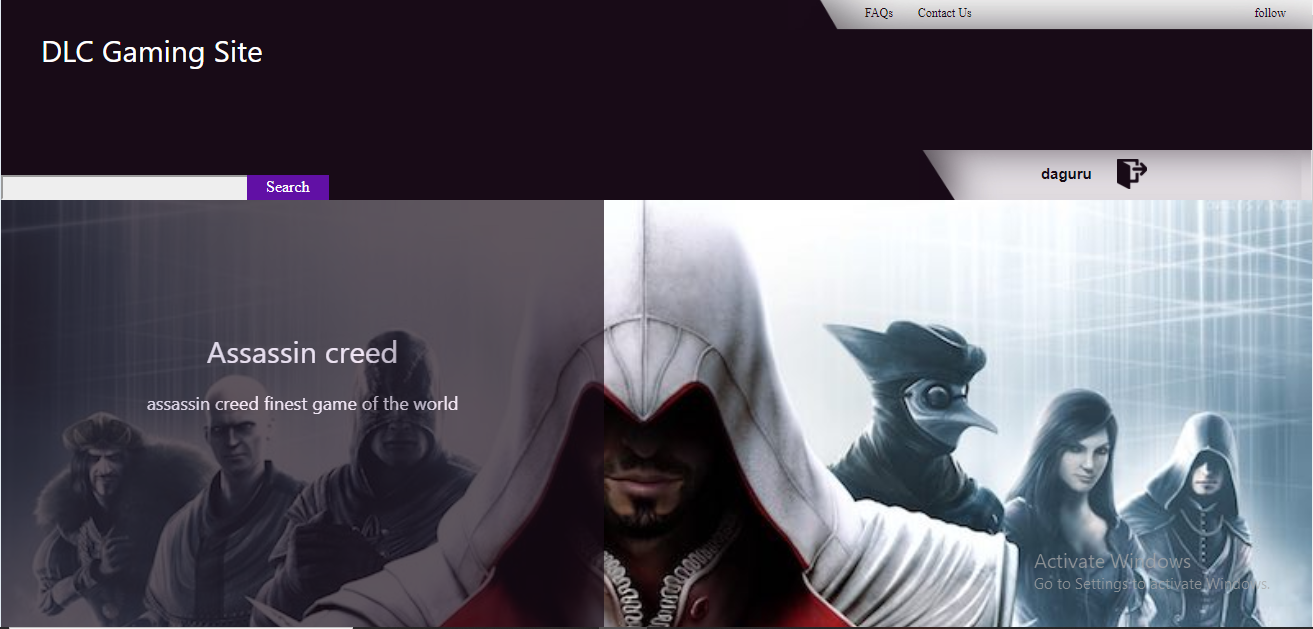 FAQs Contact Us follow
DLC Gaming Site
daguru
Search
Assassin creed
assassin creed finest game of the world
Activate Windows
Go to Settings to activate Windows.